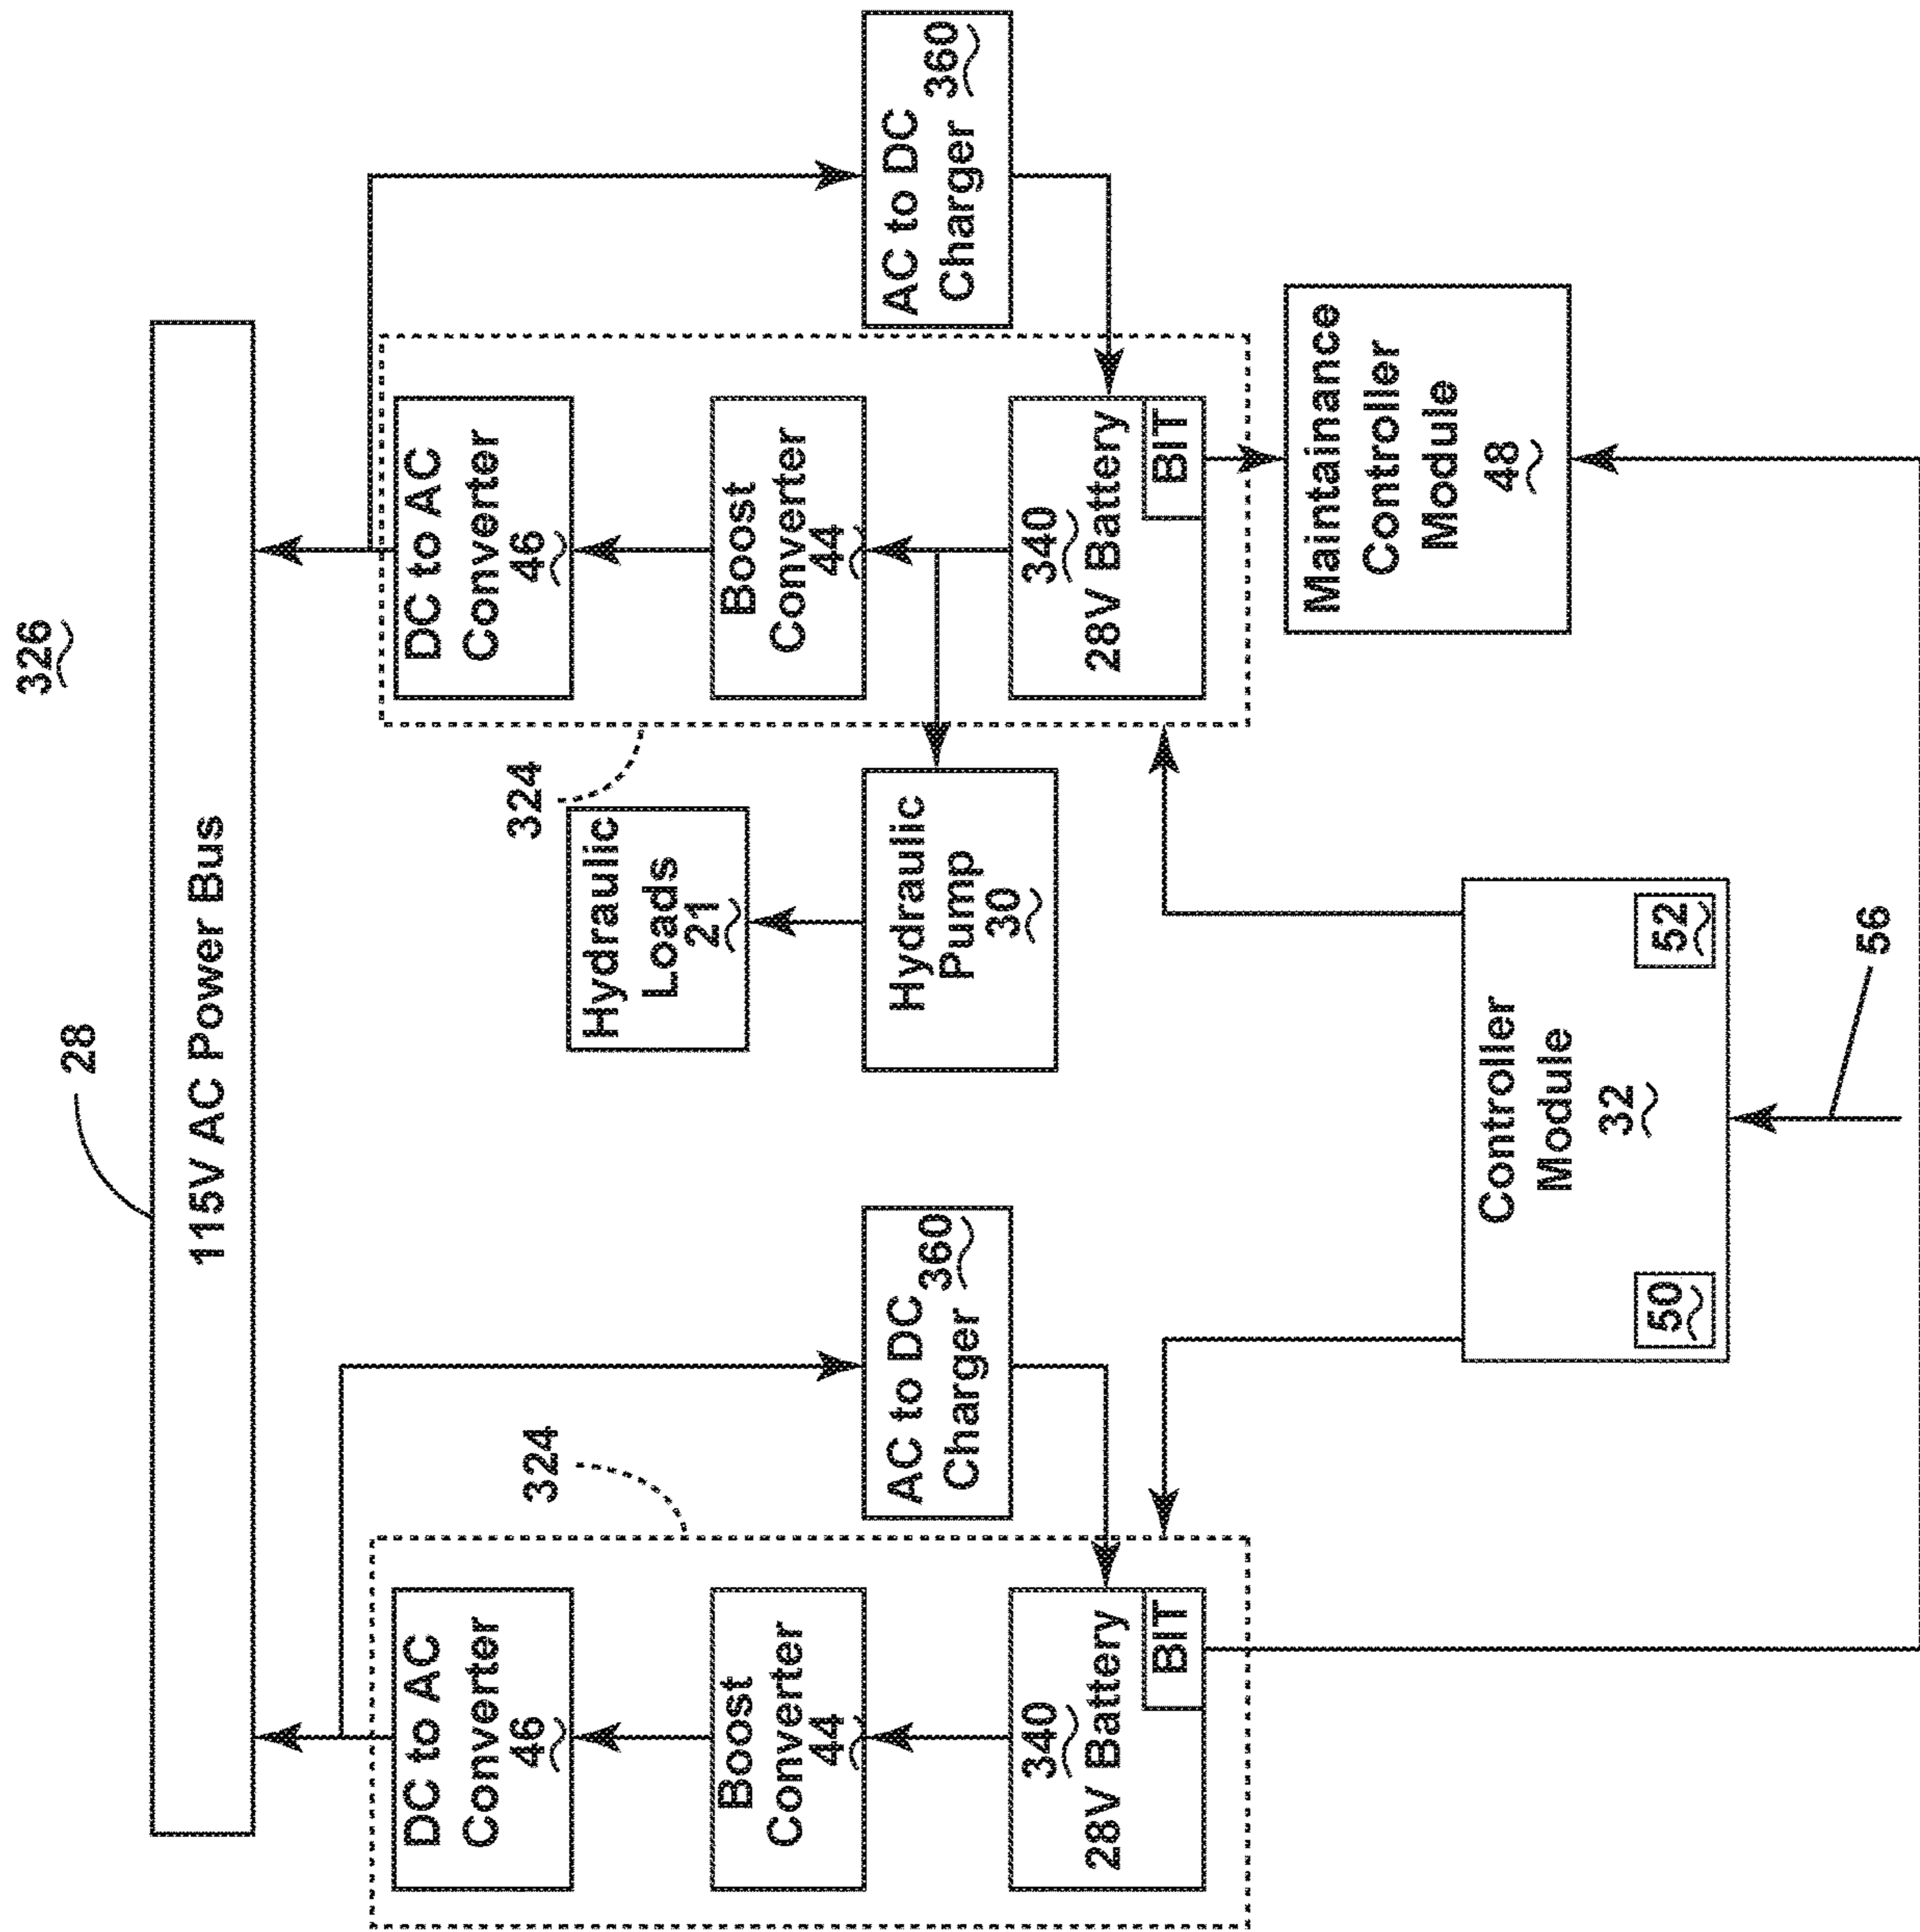 326
28
115V AC Power Bus
324
DC to AC
Converter
46
Boost
Converter
44
340
28V Battery
BIT
AC to DC
Charger 360
Hydraulic
Loads
21
Hydraulic
Pump
30
324
DC to AC
Converter
46
Boost
Converter
44
340
28V Battery
BIT
AC to DC
Charger 360
Controller
Module
32
50
52
56
Maintainance
Controller
Module
48